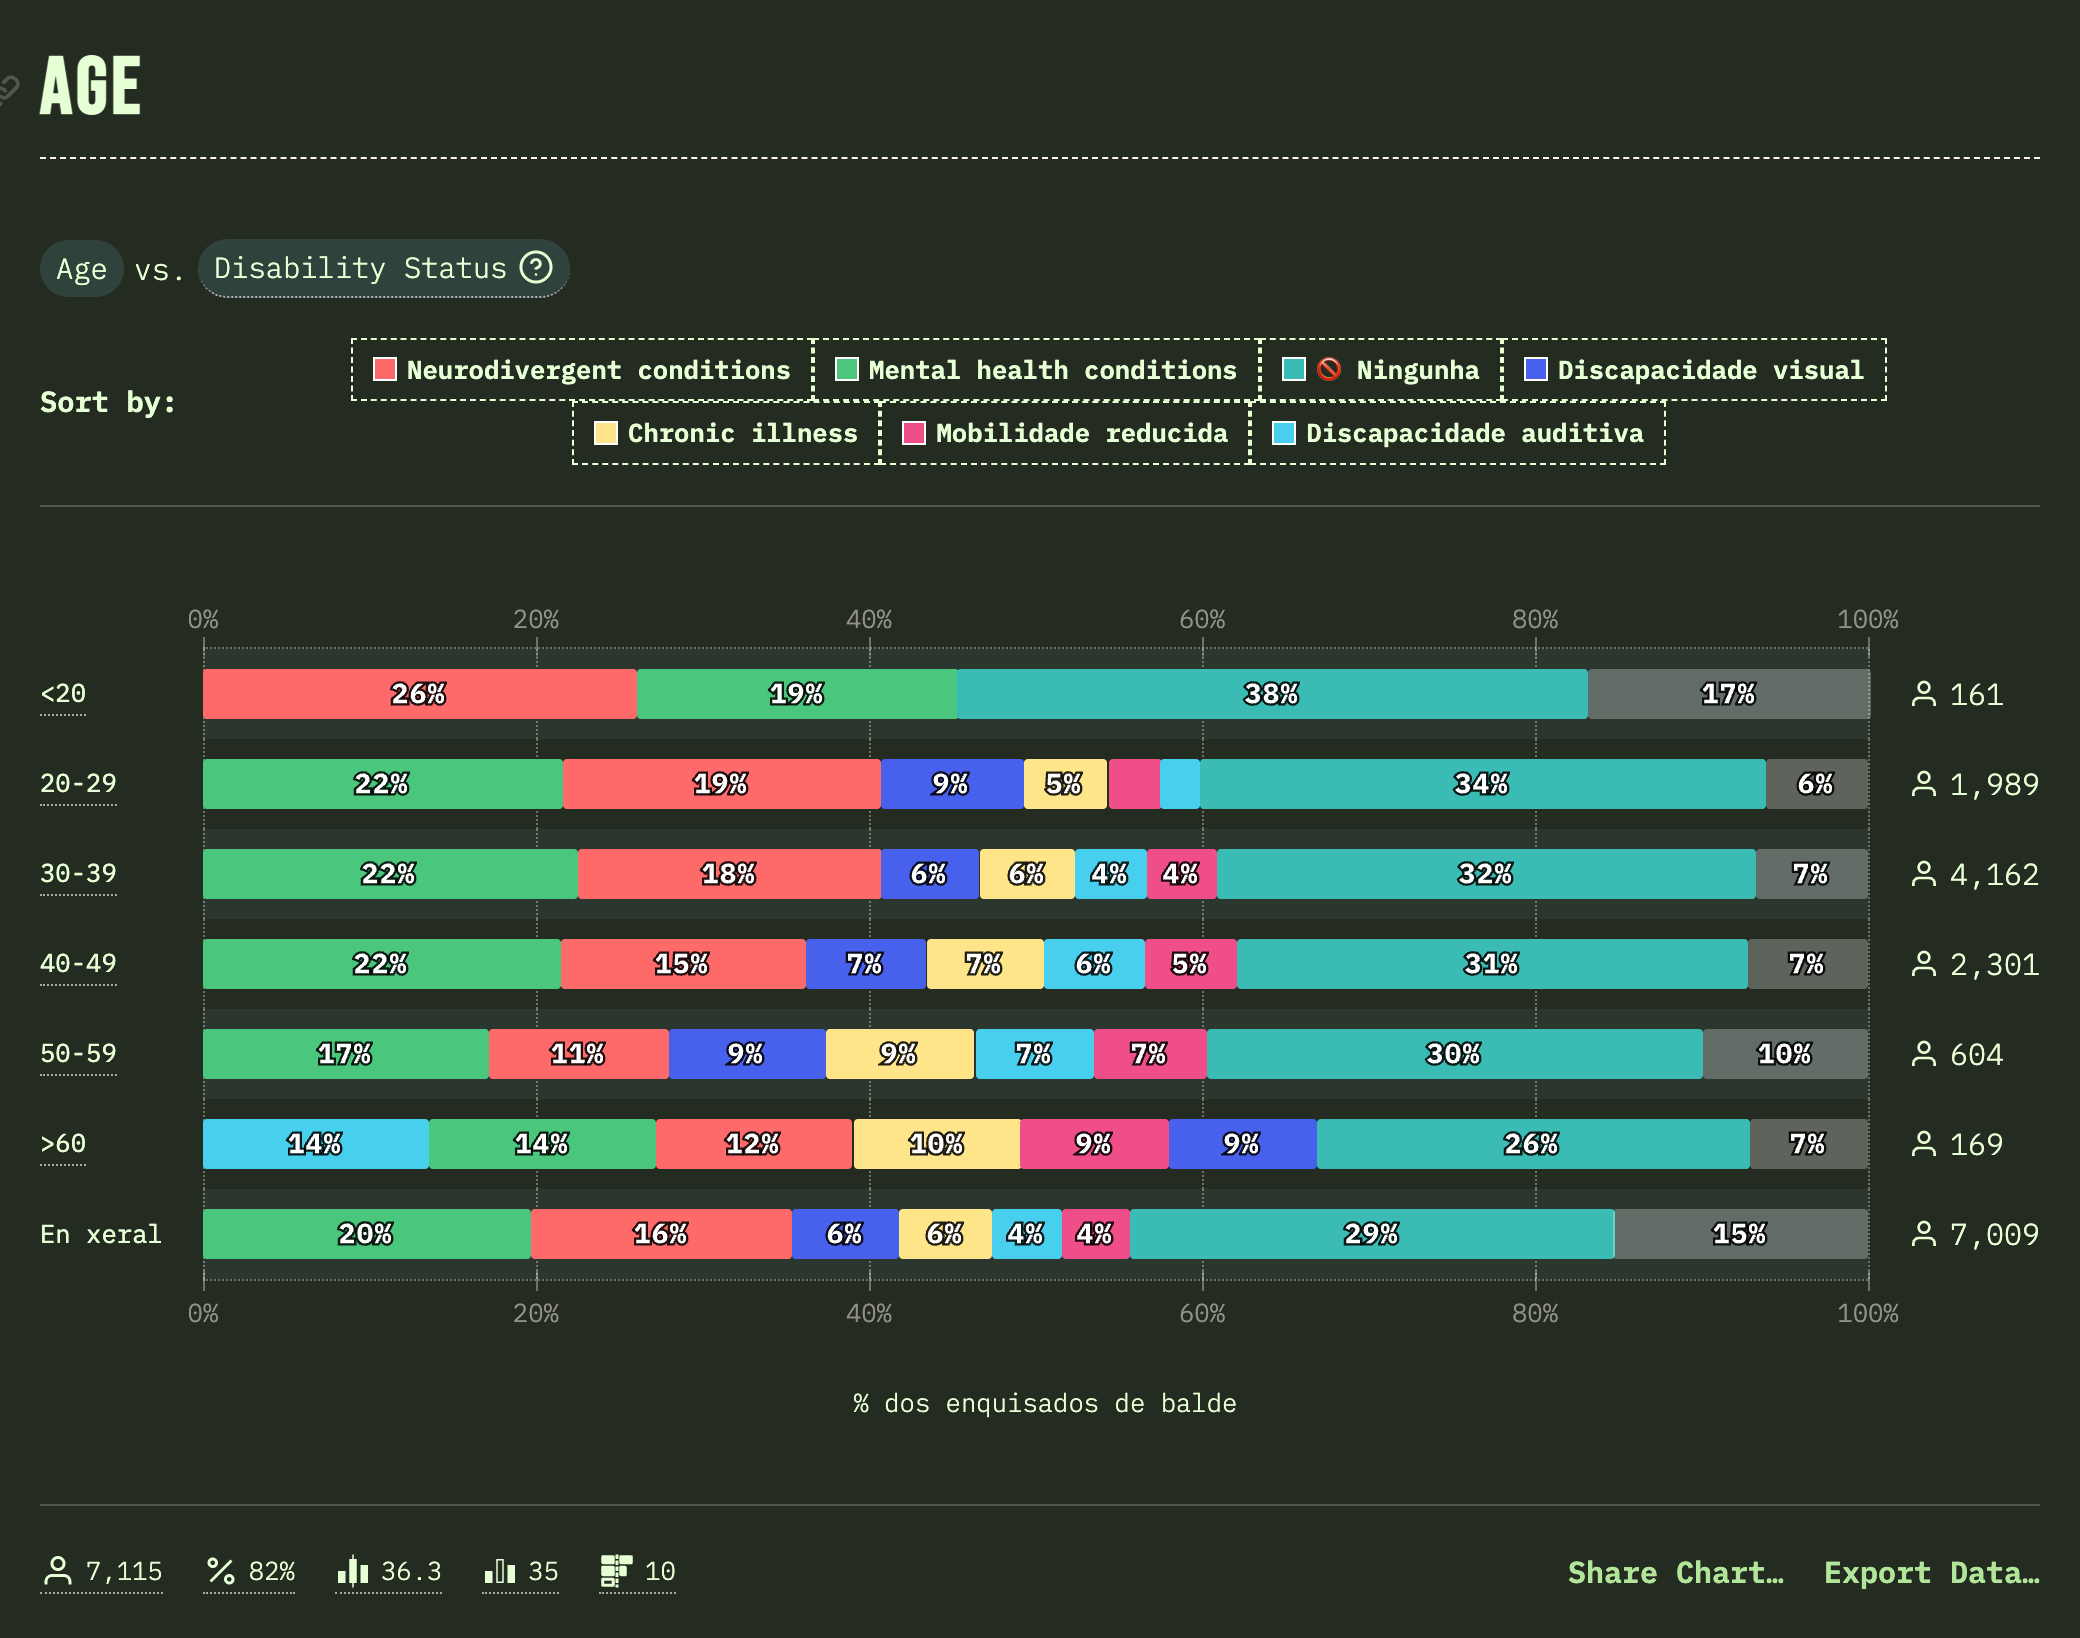 AGE
Age vs. Disability Status
Sort by:
Neurodivergent conditions Mental health conditions 🚫 Ningunha Discapacidade visual
Chronic illness Mobilidade reducida Discapacidade auditiva
0% 20% 40% 60% 80% 100%
<20 26% 19% 38% 17% 161
20-29 22% 19% 9% 5% 34% 6% 1,989
30-39 22% 18% 6% 6% 4% 4% 32% 7% 4,162
40-49 22% 15% 7% 7% 6% 5% 31% 7% 2,301
50-59 17% 11% 9% 9% 7% 7% 30% 10% 604
>60 14% 14% 12% 10% 9% 9% 26% 7% 169
En xeral 20% 16% 6% 6% 4% 4% 29% 15% 7,009
0% 20% 40% 60% 80% 100%
% dos enquisados de balde
7,115 82% 36.3 35 10 Share Chart… Export Data…